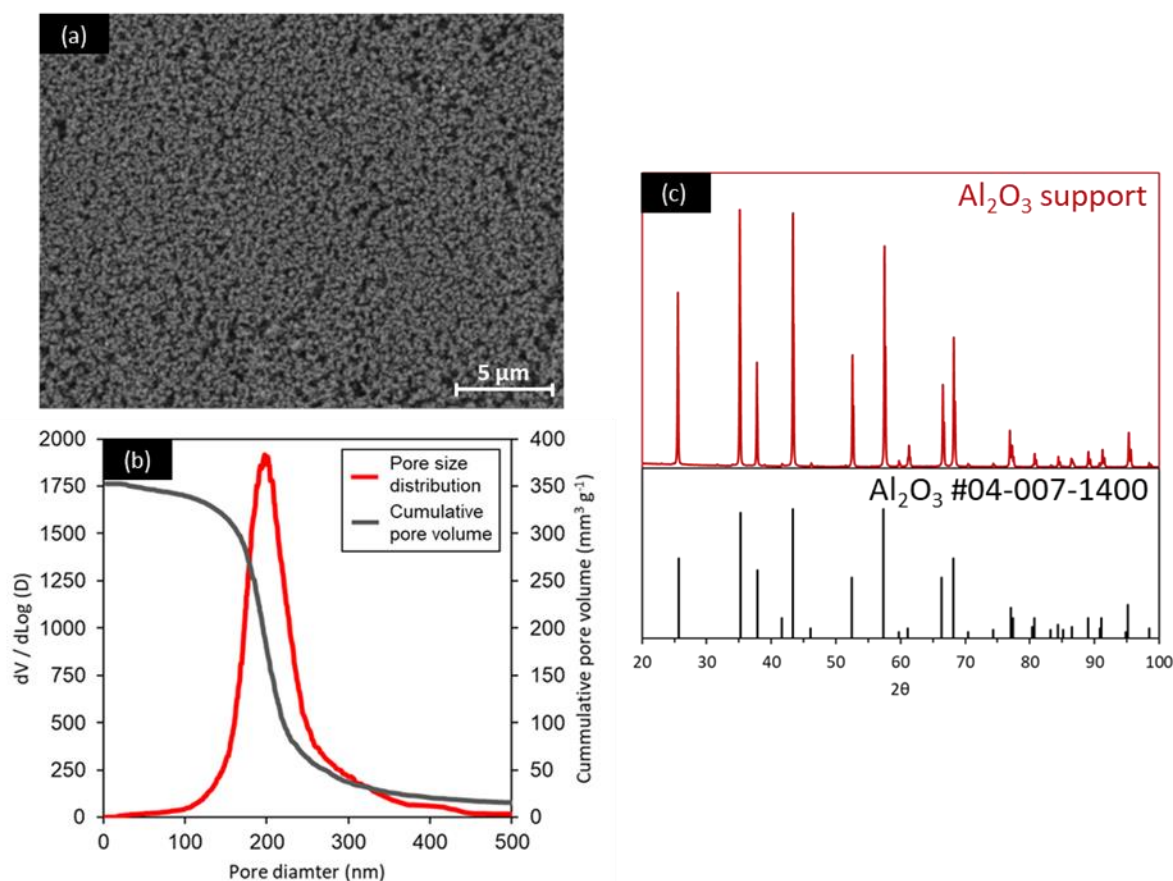 (a)
5 µm
(b)
Pore size
distribution
Cumulative
pore volume
2000
1750
1500
1250
1000
750
500
250
0
dV / dLog (D)
400
350
300
250
200
150
100
50
0
Cummulative pore volume (mm³ g⁻¹)
0 100 200 300 400 500
Pore diamter (nm)
(c)
Al₂O₃ support
Al₂O₃ #04-007-1400
20 30 40 50 60 70 80 90 100
2θ